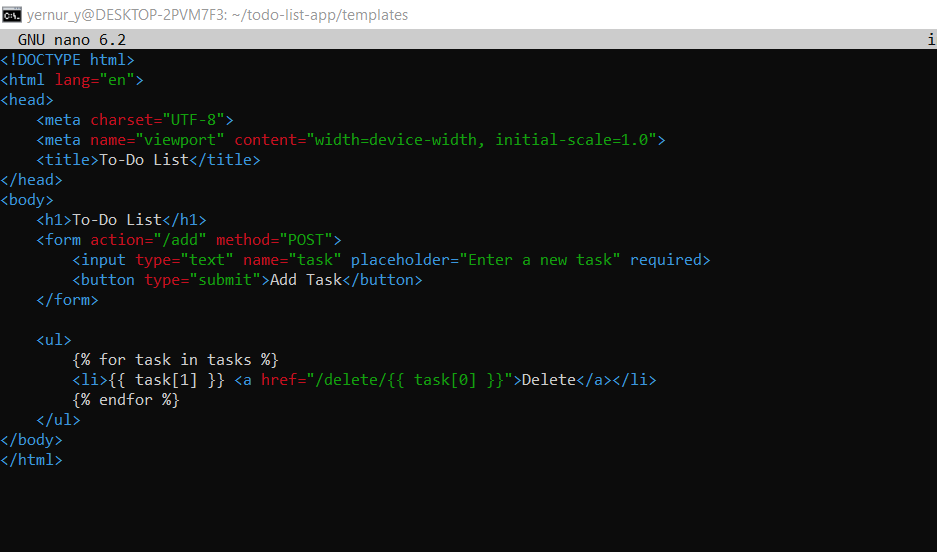 yernur_y@DESKTOP-2PVM7F3: ~/todo-list-app/templates
GNU nano 6.2 i
<!DOCTYPE html>
<html lang="en">
<head>
    <meta charset="UTF-8">
    <meta name="viewport" content="width=device-width, initial-scale=1.0">
    <title>To-Do List</title>
</head>
<body>
    <h1>To-Do List</h1>
    <form action="/add" method="POST">
        <input type="text" name="task" placeholder="Enter a new task" required>
        <button type="submit">Add Task</button>
    </form>

    <ul>
        {% for task in tasks %}
        <li>{{ task[1] }} <a href="/delete/{{ task[0] }}">Delete</a></li>
        {% endfor %}
    </ul>
</body>
</html>